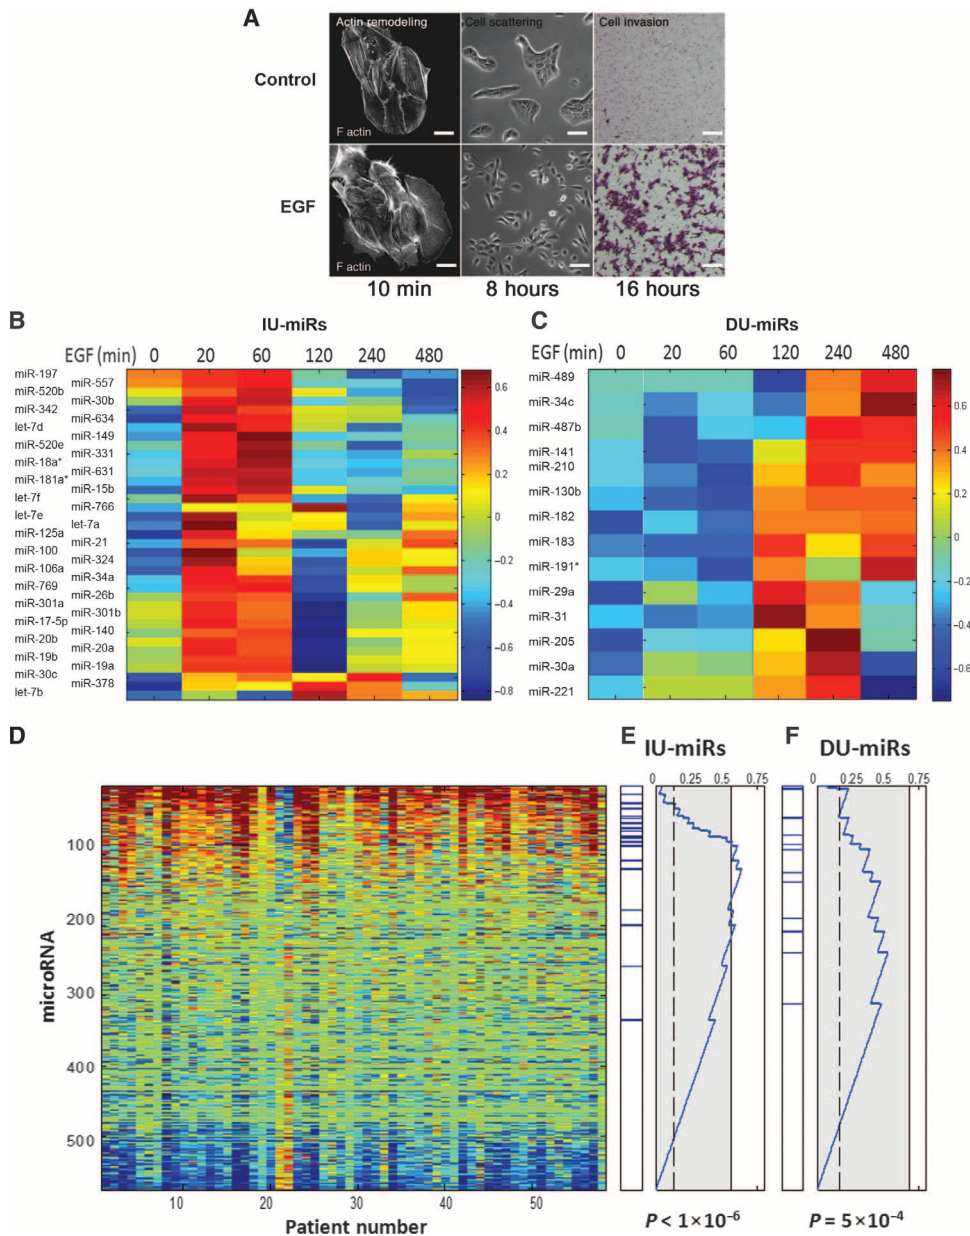 A
Actin remodeling Cell scattering Cell invasion
Control
F actin
EGF
F actin
10 min 8 hours 16 hours
B
IU-miRs
EGF (min) 0 20 60 120 240 480
miR-197
miR-557
miR-520b
miR-30b
miR-342
miR-634
let-7d
miR-149
miR-520e
miR-331
miR-18a*
miR-631
miR-181a*
miR-15b
let-7f
miR-766
let-7e
let-7a
miR-125a
miR-21
miR-100
miR-324
miR-106a
miR-34a
miR-769
miR-26b
miR-301a
miR-301b
miR-17-5p
miR-140
miR-20b
miR-20a
miR-19b
miR-19a
miR-30c
miR-378
let-7b
0.6
0.4
0.2
0
−0.2
−0.4
−0.6
−0.8
C
DU-miRs
EGF (min) 0 20 60 120 240 480
miR-489
miR-34c
miR-487b
miR-141
miR-210
miR-130b
miR-182
miR-183
miR-191*
miR-29a
miR-31
miR-205
miR-30a
miR-221
0.6
0.4
0.2
0
−0.2
−0.4
−0.6
D
microRNA
100
200
300
400
500
10 20 30 40 50
Patient number
E
IU-miRs
0 0.25 0.5 0.75
P < 1×10⁻⁶
F
DU-miRs
0 0.25 0.5 0.75
P = 5×10⁻⁴